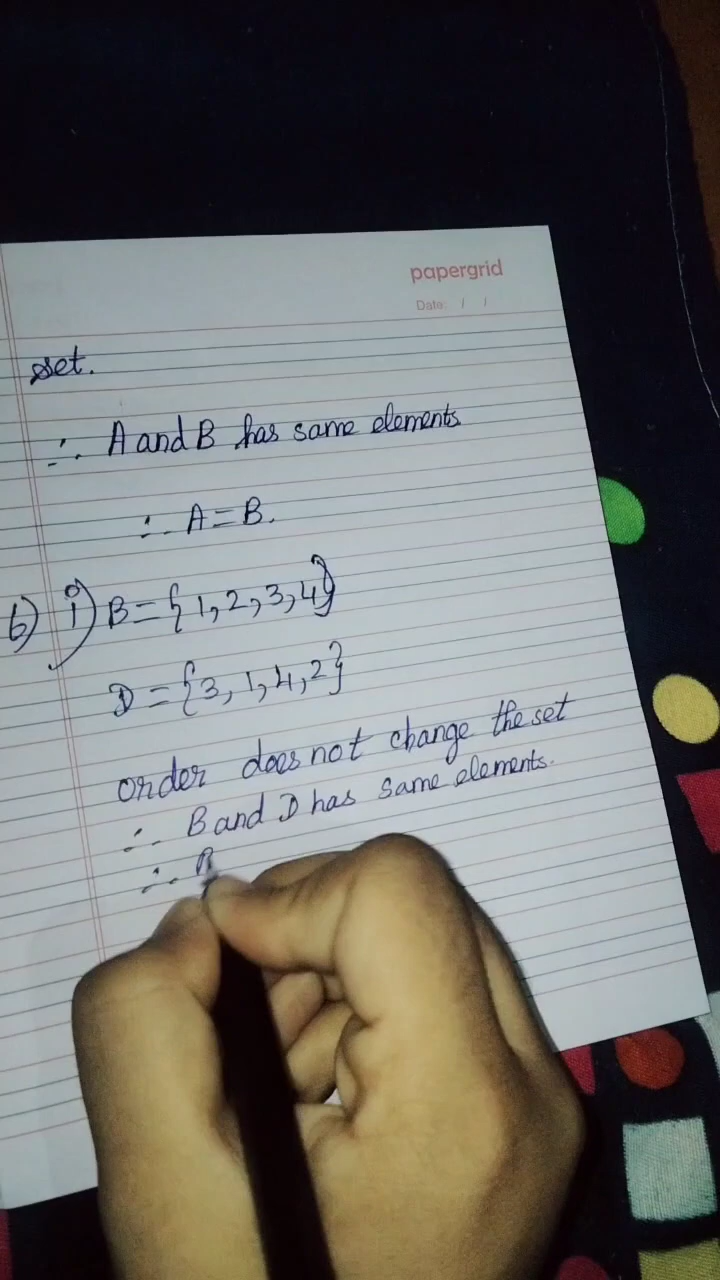 papergrid
Date: / /
set.
∴ A and B has same elements
∴ A = B.
b) i) B = {1, 2, 3, 4}
D = {3, 1, 4, 2}
order does not change the set
∴ B and D has same elements.
∴ B